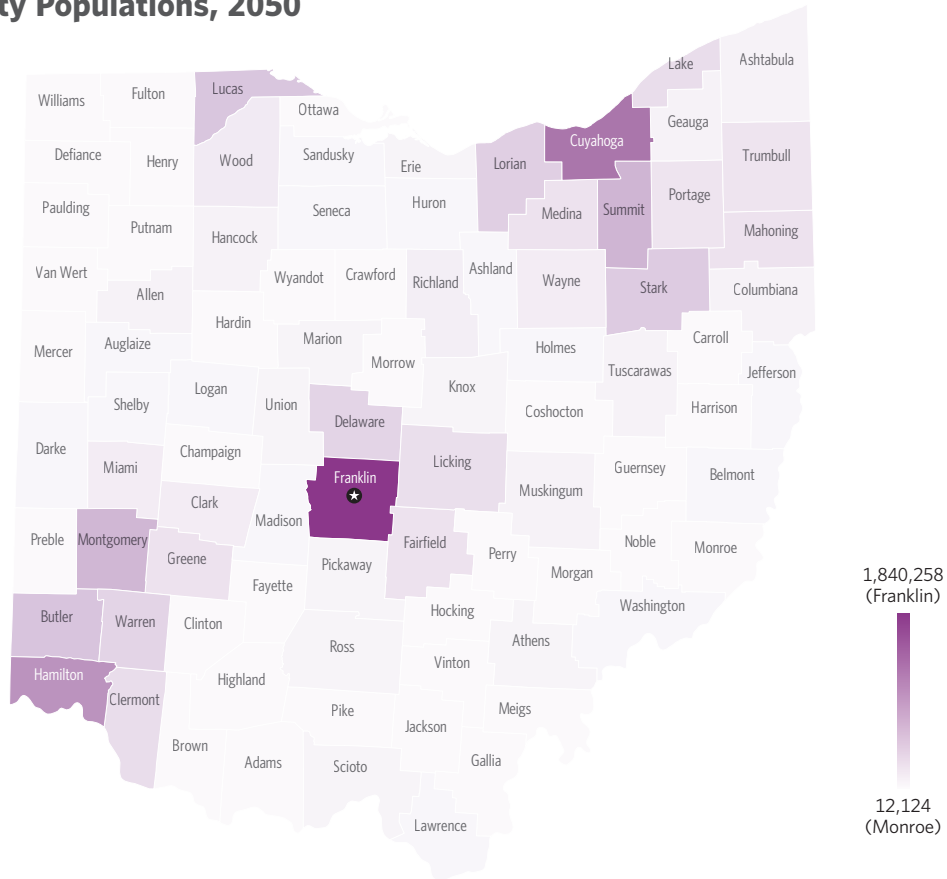 ty Populations, 2050
Lake
Ashtabula
Williams
Fulton
Lucas
Ottawa
Geauga
Cuyahoga
Defiance
Henry
Wood
Sandusky
Erie
Lorian
Trumbull
Paulding
Putnam
Hancock
Seneca
Huron
Medina
Summit
Portage
Mahoning
Van Wert
Allen
Wyandot
Crawford
Richland
Ashland
Wayne
Stark
Columbiana
Mercer
Auglaize
Hardin
Marion
Morrow
Holmes
Carroll
Tuscarawas
Jefferson
Shelby
Logan
Union
Knox
Delaware
Coshocton
Harrison
Darke
Miami
Champaign
Licking
Guernsey
Belmont
Franklin
Muskingum
Clark
Madison
Preble
Montgomery
Greene
Fairfield
Perry
Noble
Monroe
Pickaway
Morgan
Fayette
Butler
Warren
Clinton
Hocking
Washington
Ross
Athens
Hamilton
Highland
Vinton
Clermont
Pike
Jackson
Meigs
Brown
Adams
Scioto
Gallia
Lawrence
1,840,258
(Franklin)
12,124
(Monroe)